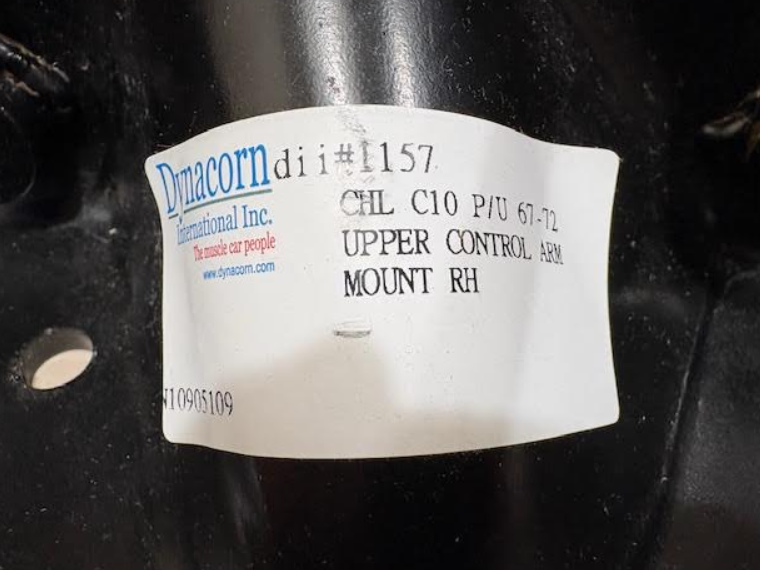 Dynacorn
International Inc.
The muscle car people
www.dynacorn.com
dii#1157
CHL C10 P/U 67-72
UPPER CONTROL ARM
MOUNT RH
10905109